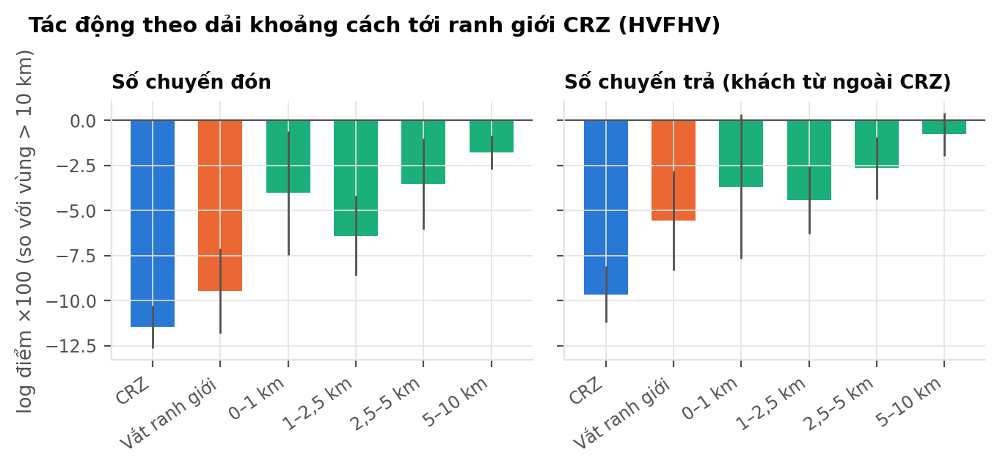 Tác động theo dải khoảng cách tới ranh giới CRZ (HVFHV)
log điểm ×100 (so với vùng > 10 km)
Số chuyến đón
0.0
−2.5
−5.0
−7.5
−10.0
−12.5
CRZ
Vắt ranh giới
0–1 km
1–2,5 km
2,5–5 km
5–10 km
Số chuyến trả (khách từ ngoài CRZ)
CRZ
Vắt ranh giới
0–1 km
1–2,5 km
2,5–5 km
5–10 km